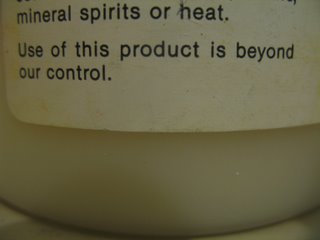 mineral spirits or heat.
Use of this product is beyond
our control.